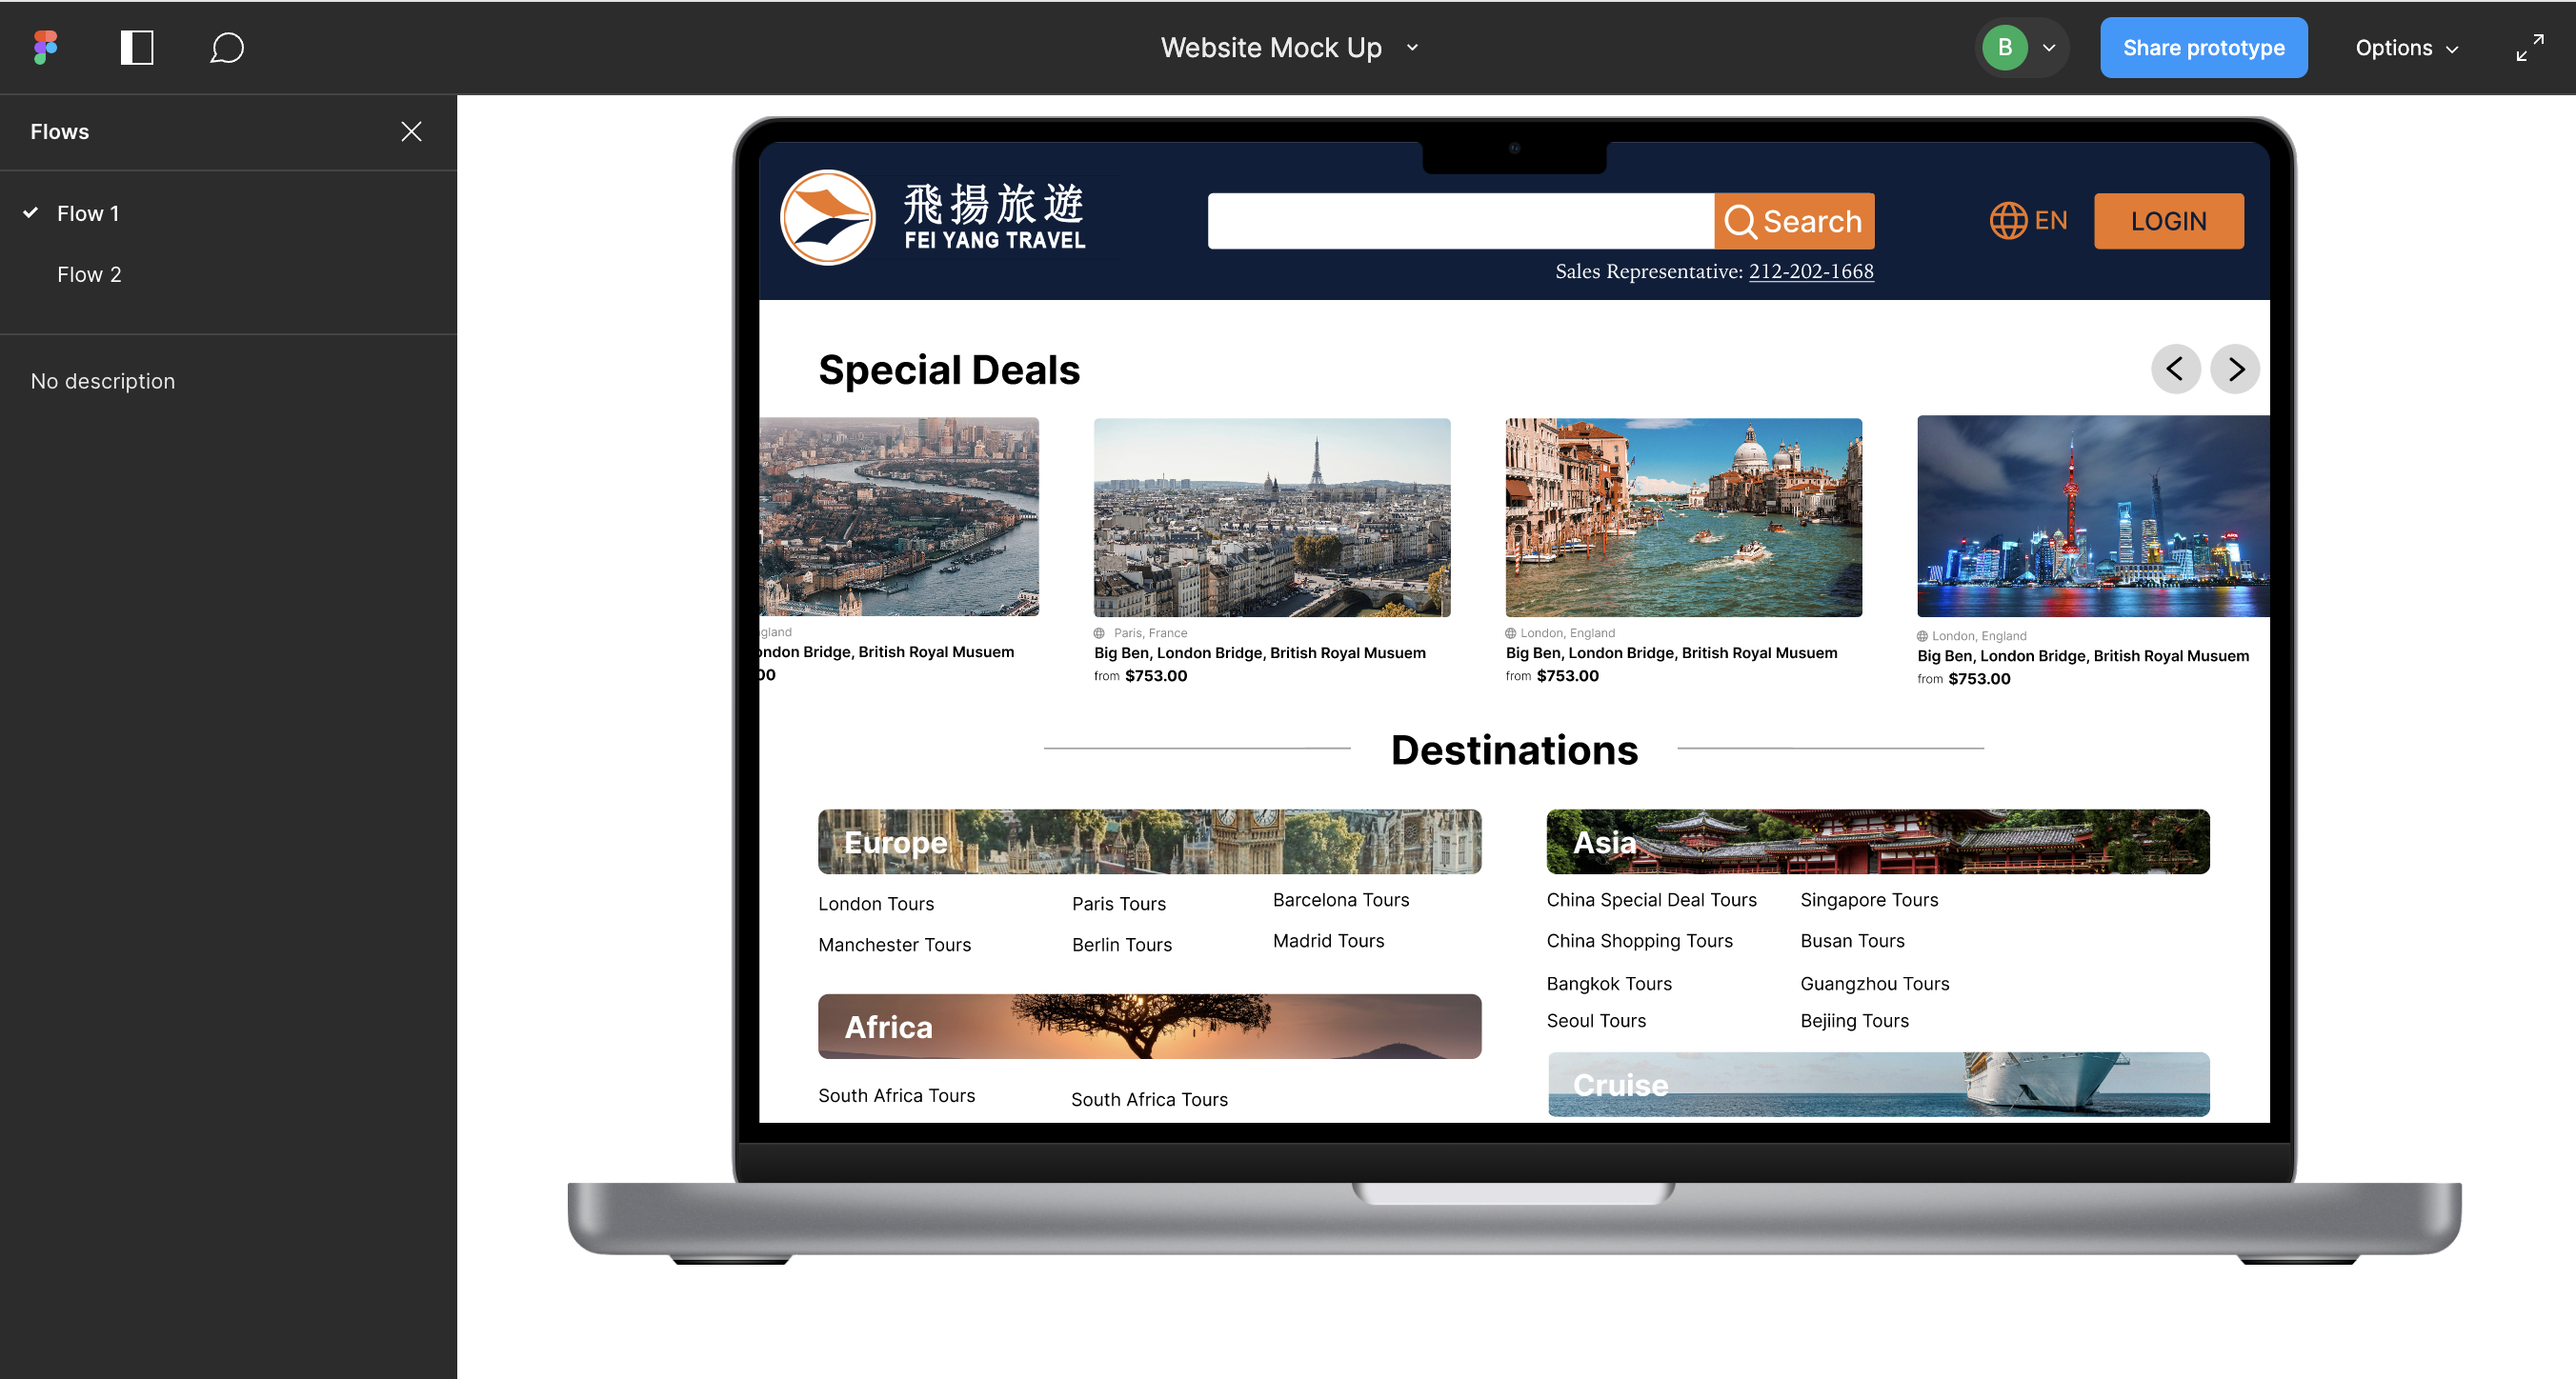 Website Mock Up
B
Share prototype
Options
Flows
Flow 1
Flow 2
No description
飛揚旅遊
FEI YANG TRAVEL
Search
EN
LOGIN
Sales Representative: 212-202-1668
Special Deals
gland
ondon Bridge, British Royal Musuem
00
Paris, France
Big Ben, London Bridge, British Royal Musuem
from $753.00
London, England
Big Ben, London Bridge, British Royal Musuem
from $753.00
London, England
Big Ben, London Bridge, British Royal Musuem
from $753.00
Destinations
Europe
London Tours
Paris Tours
Barcelona Tours
Manchester Tours
Berlin Tours
Madrid Tours
Africa
South Africa Tours
South Africa Tours
Asia
China Special Deal Tours
Singapore Tours
China Shopping Tours
Busan Tours
Bangkok Tours
Guangzhou Tours
Seoul Tours
Bejiing Tours
Cruise